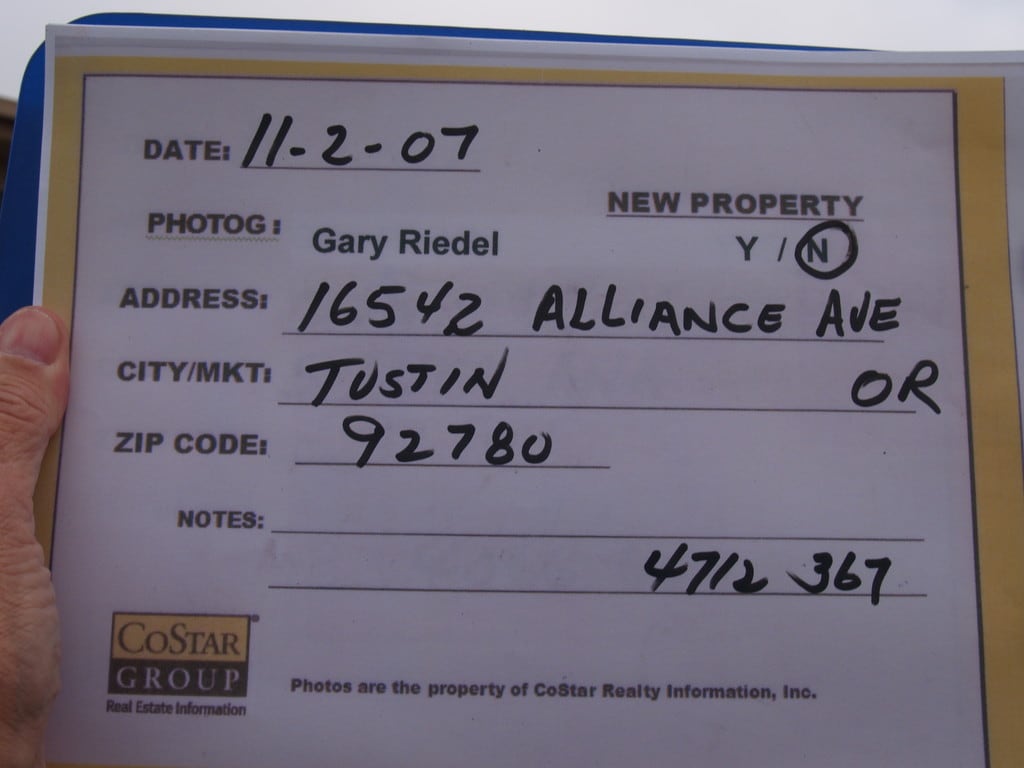 DATE: 11-2-07
NEW PROPERTY
PHOTOG: Gary Riedel Y / N
ADDRESS: 16542 ALLIANCE AVE
CITY/MKT: TUSTIN OR
ZIP CODE: 92780
NOTES:
4712 367
COSTAR
GROUP
Real Estate Information
Photos are the property of CoStar Realty Information, Inc.